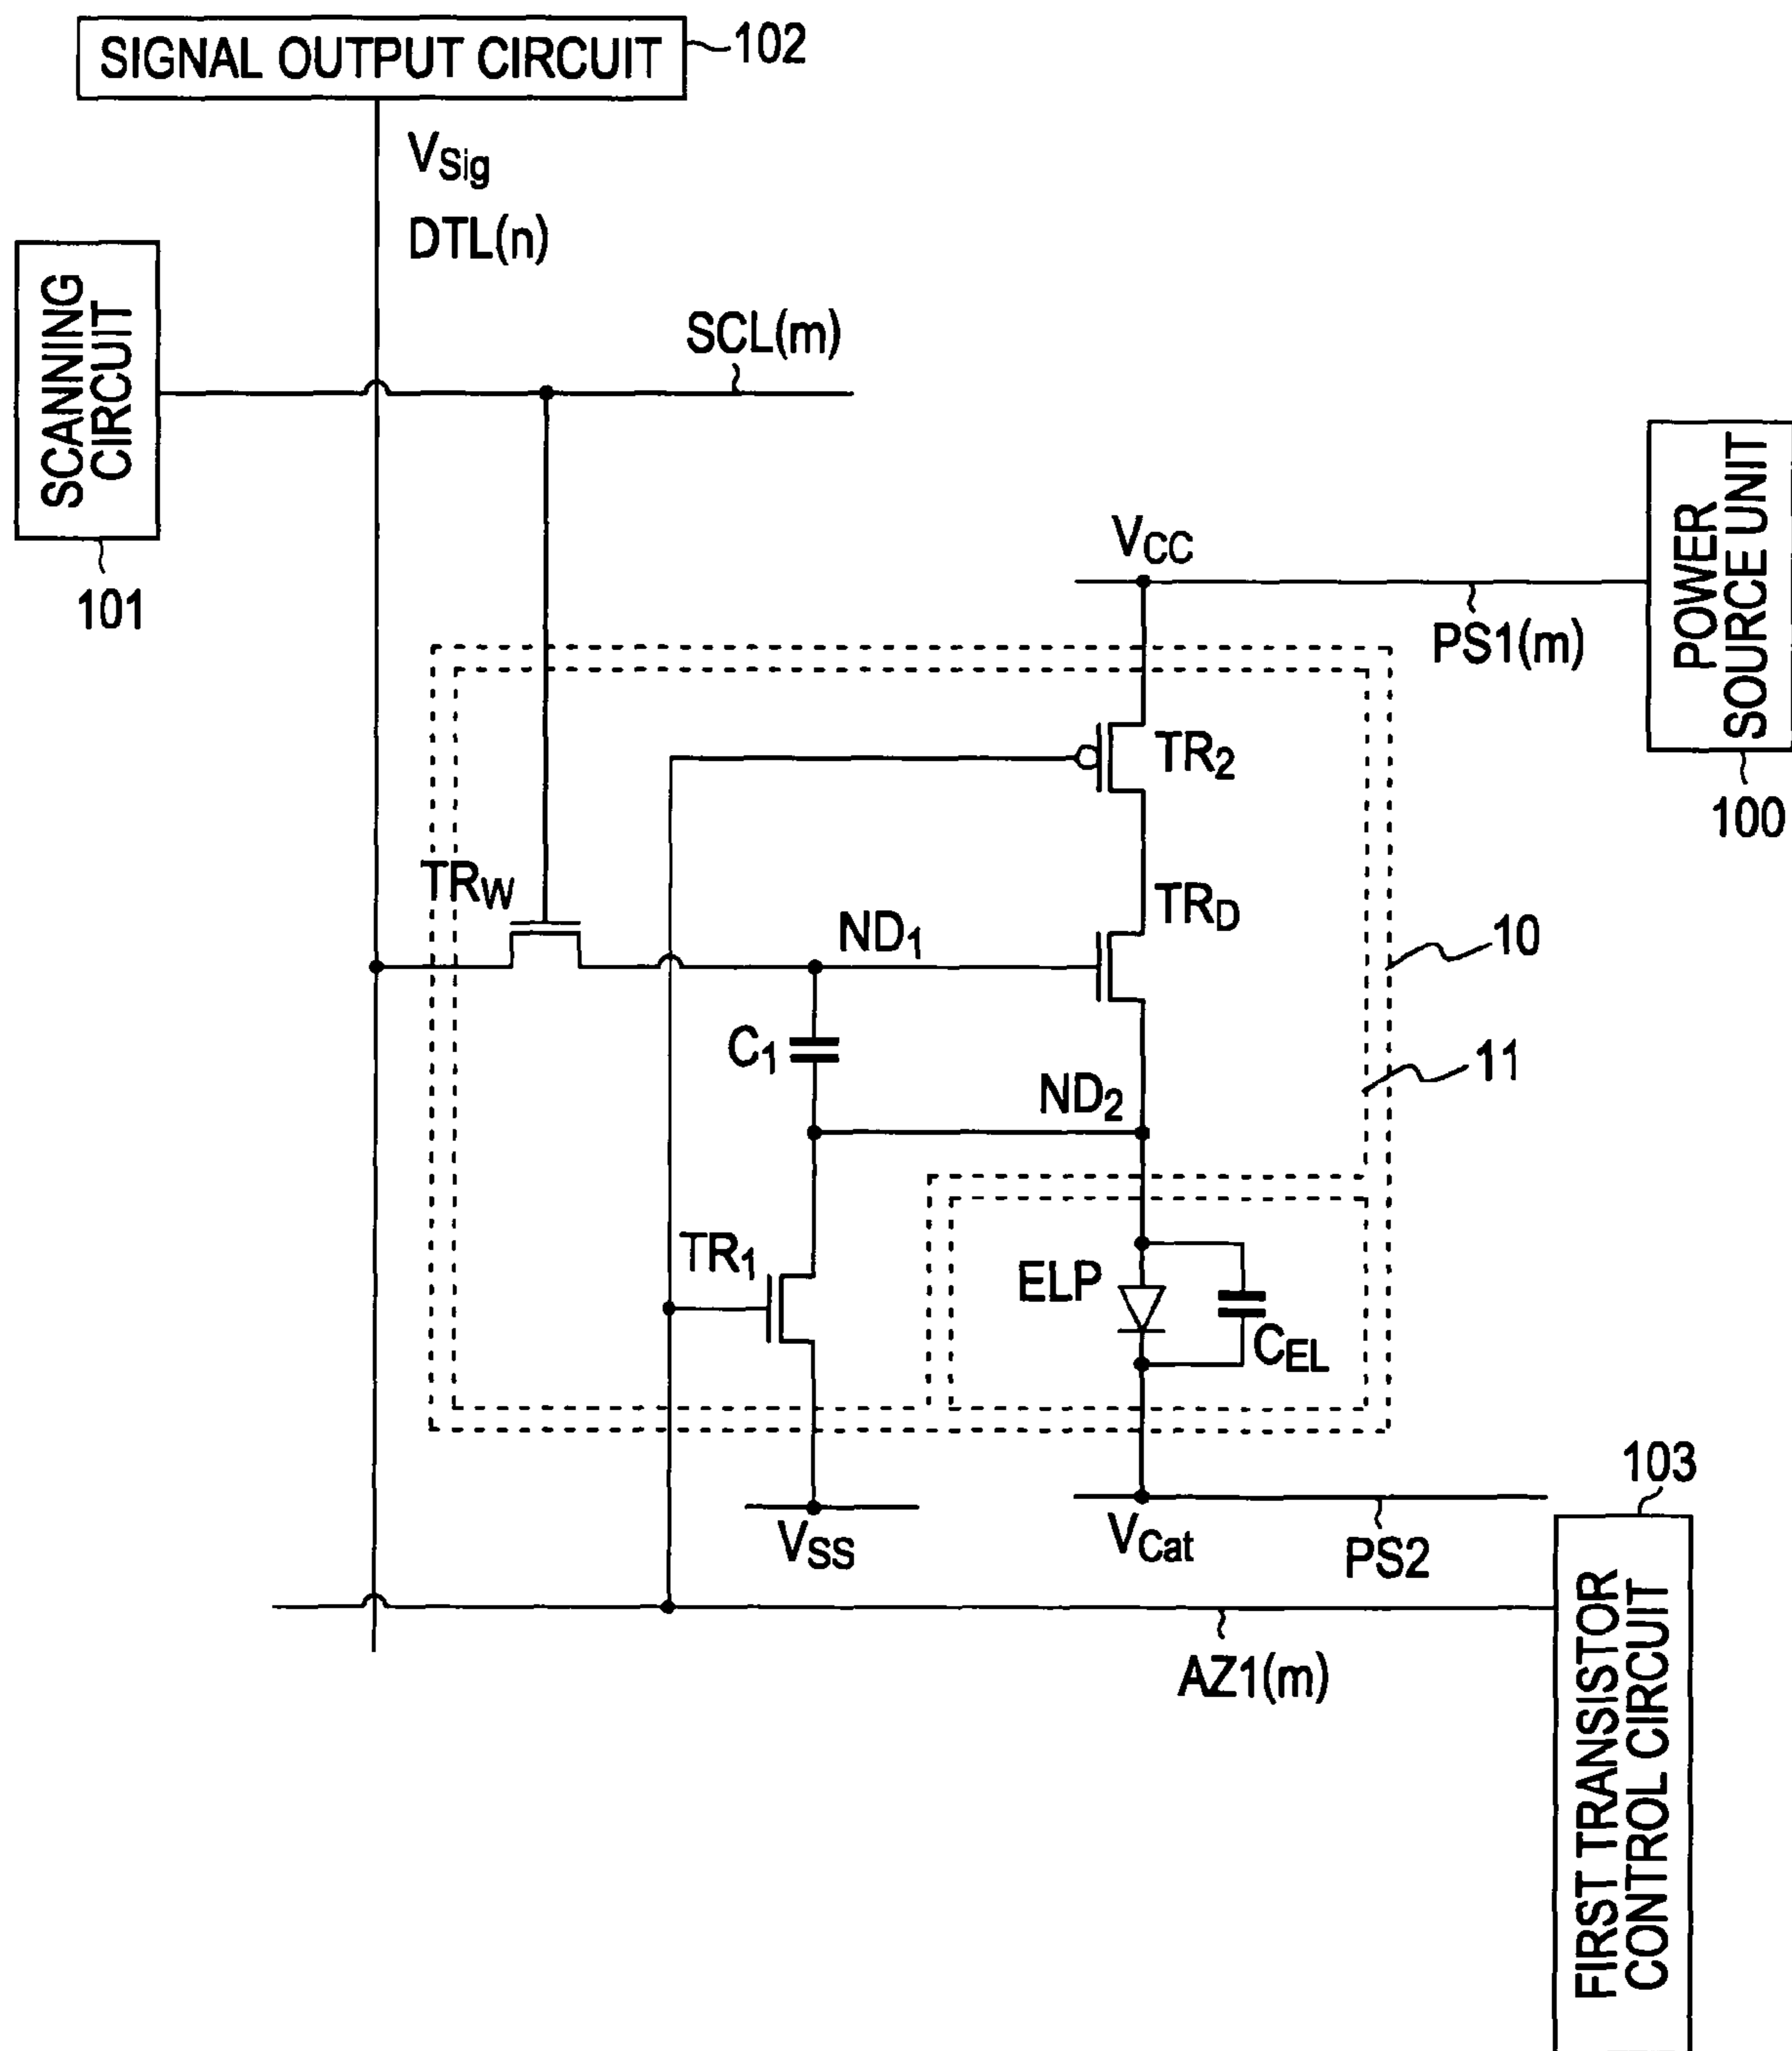 SIGNAL OUTPUT CIRCUIT
102
VSig
DTL(n)
SCANNING
CIRCUIT
101
SCL(m)
VCC
PS1(m)
POWER
SOURCE UNIT
100
TR2
TRW
TRD
ND1
10
C1
11
ND2
TR1
ELP
CEL
103
VSS
VCat
PS2
AZ1(m)
FIRST TRANSISTOR
CONTROL CIRCUIT